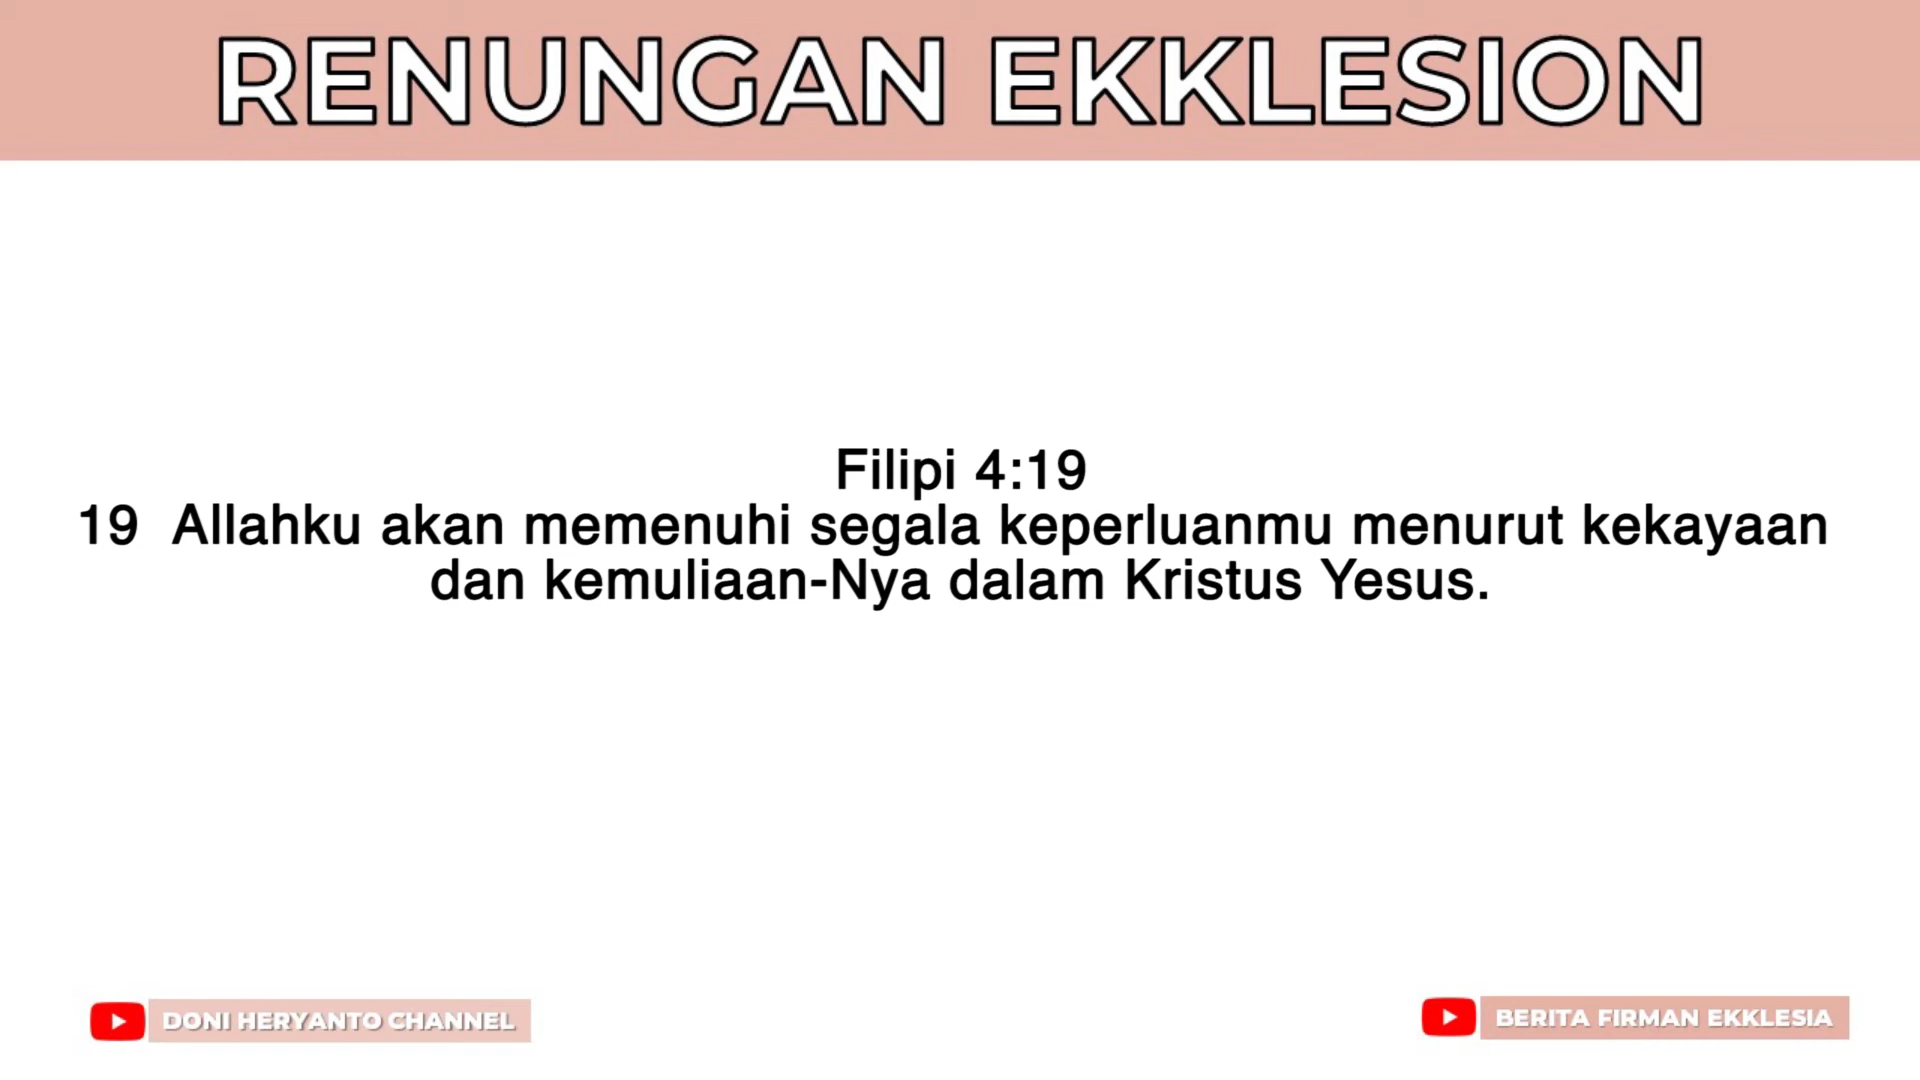 RENUNGAN EKKLESION
Filipi 4:19
19 Allahku akan memenuhi segala keperluanmu menurut kekayaan
dan kemuliaan-Nya dalam Kristus Yesus.
DONI HERYANTO CHANNEL
BERITA FIRMAN EKKLESIA